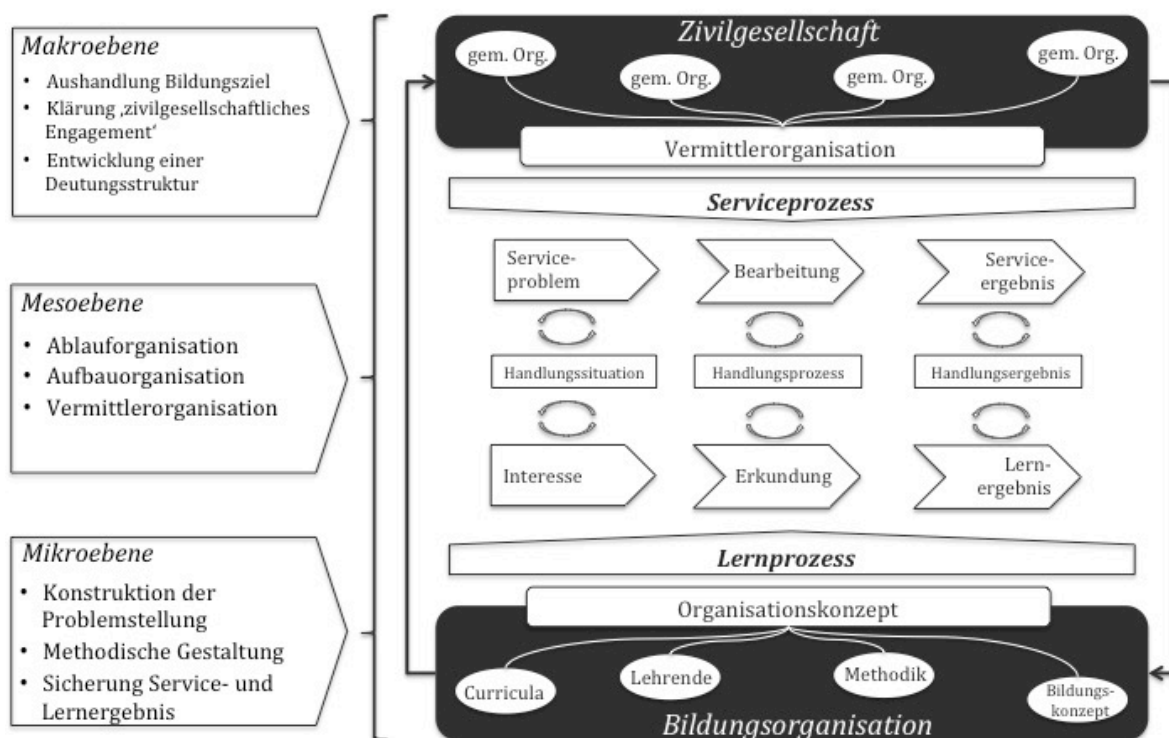 Makroebene
• Aushandlung Bildungsziel
• Klärung ‚zivilgesellschaftliches
Engagement‘
• Entwicklung einer
Deutungsstruktur
Mesoebene
• Ablauforganisation
• Aufbauorganisation
• Vermittlerorganisation
Mikroebene
• Konstruktion der
Problemstellung
• Methodische Gestaltung
• Sicherung Service- und
Lernergebnis
Zivilgesellschaft
gem. Org.
gem. Org.
gem. Org.
gem. Org.
Vermittlerorganisation
Serviceprozess
Service-
problem
Bearbeitung
Service-
ergebnis
Handlungssituation
Handlungsprozess
Handlungsergebnis
Interesse
Erkundung
Lern-
ergebnis
Lernprozess
Organisationskonzept
Curricula
Lehrende
Methodik
Bildungs-
konzept
Bildungsorganisation